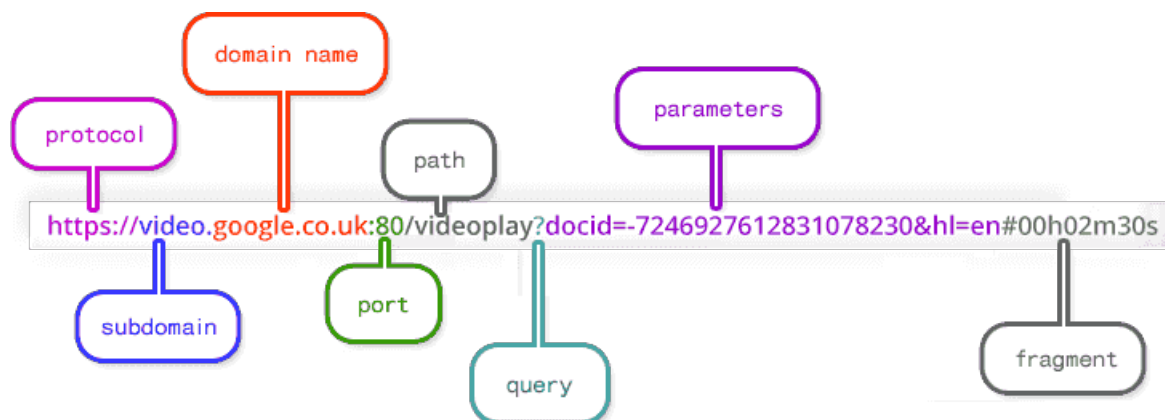 domain name
parameters
protocol
path
https://video.google.co.uk:80/videoplay?docid=-7246927612831078230&hl=en#00h02m30s
port
subdomain
fragment
query